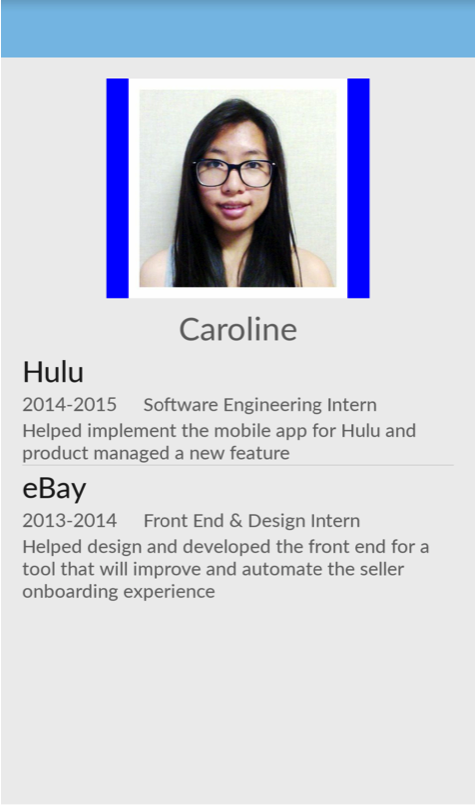 Caroline
Hulu
2014-2015 Software Engineering Intern
Helped implement the mobile app for Hulu and
product managed a new feature
eBay
2013-2014 Front End & Design Intern
Helped design and developed the front end for a
tool that will improve and automate the seller
onboarding experience